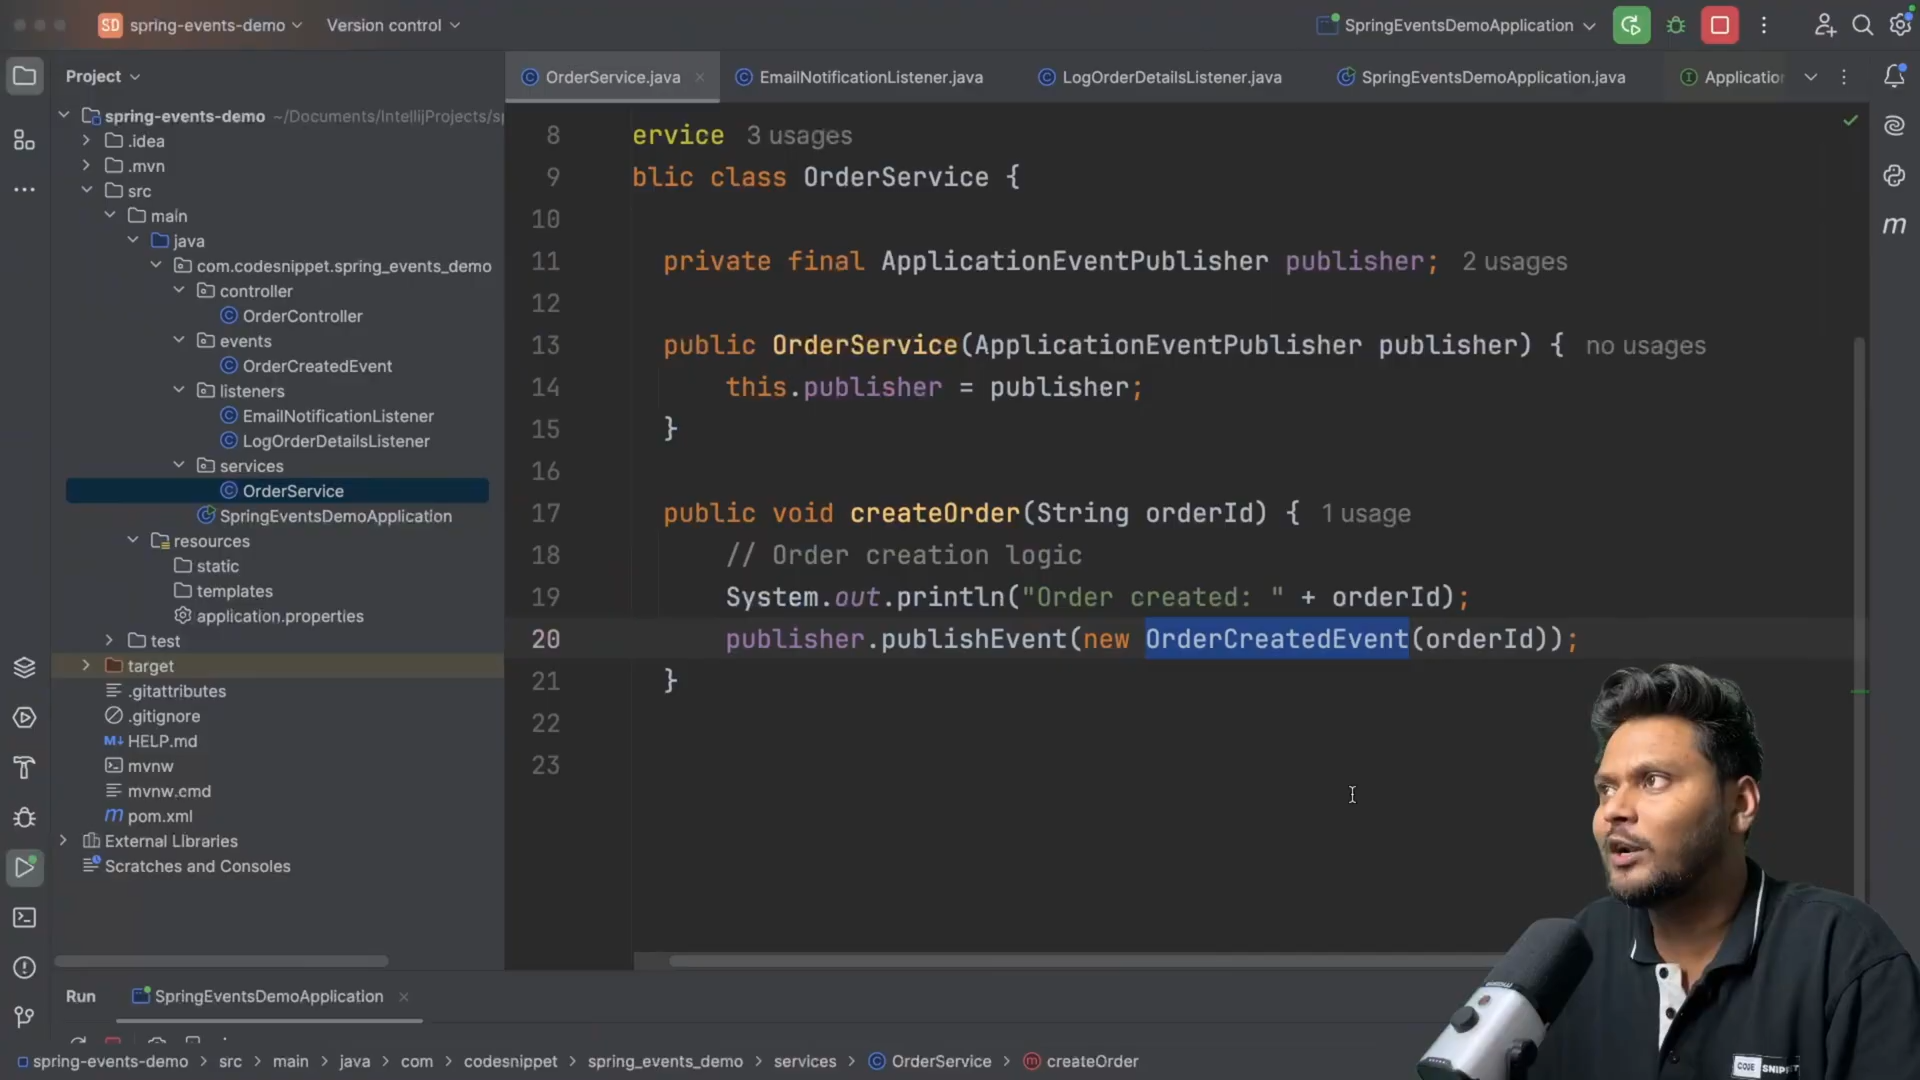 SD spring-events-demo Version control SpringEventsDemoApplication
Project
OrderService.java EmailNotificationListener.java LogOrderDetailsListener.java SpringEventsDemoApplication.java Applicatio
spring-events-demo ~/Documents/IntellijProjects/s
.idea
.mvn
src
main
java
com.codesnippet.spring_events_demo
controller
OrderController
events
OrderCreatedEvent
listeners
EmailNotificationListener
LogOrderDetailsListener
services
OrderService
SpringEventsDemoApplication
resources
static
templates
application.properties
test
target
.gitattributes
.gitignore
M↓ HELP.md
mvnw
mvnw.cmd
m pom.xml
External Libraries
Scratches and Consoles
8 ervice 3 usages
9 blic class OrderService {
10
11 private final ApplicationEventPublisher publisher; 2 usages
12
13 public OrderService(ApplicationEventPublisher publisher) { no usages
14 this.publisher = publisher;
15 }
16
17 public void createOrder(String orderId) { 1 usage
18 // Order creation logic
19 System.out.println("Order created: " + orderId);
20 publisher.publishEvent(new OrderCreatedEvent(orderId));
21 }
22
23
m
Run SpringEventsDemoApplication
spring-events-demo > src > main > java > com > codesnippet > spring_events_demo > services > OrderService > createOrder
CODE SNIP